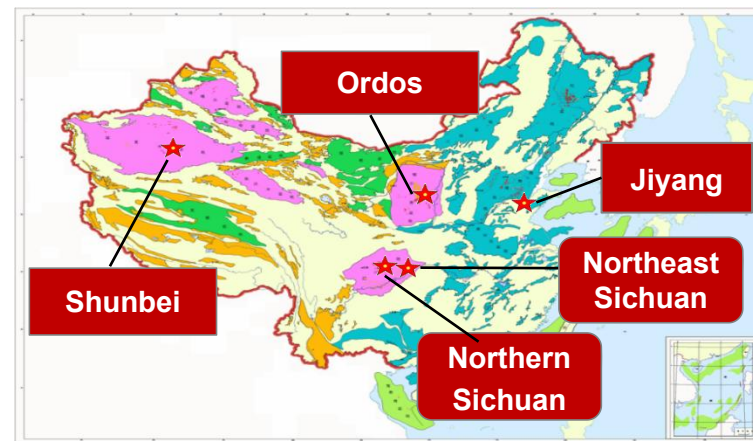 Ordos
Jiyang
Northeast
Sichuan
Shunbei
Northern
Sichuan